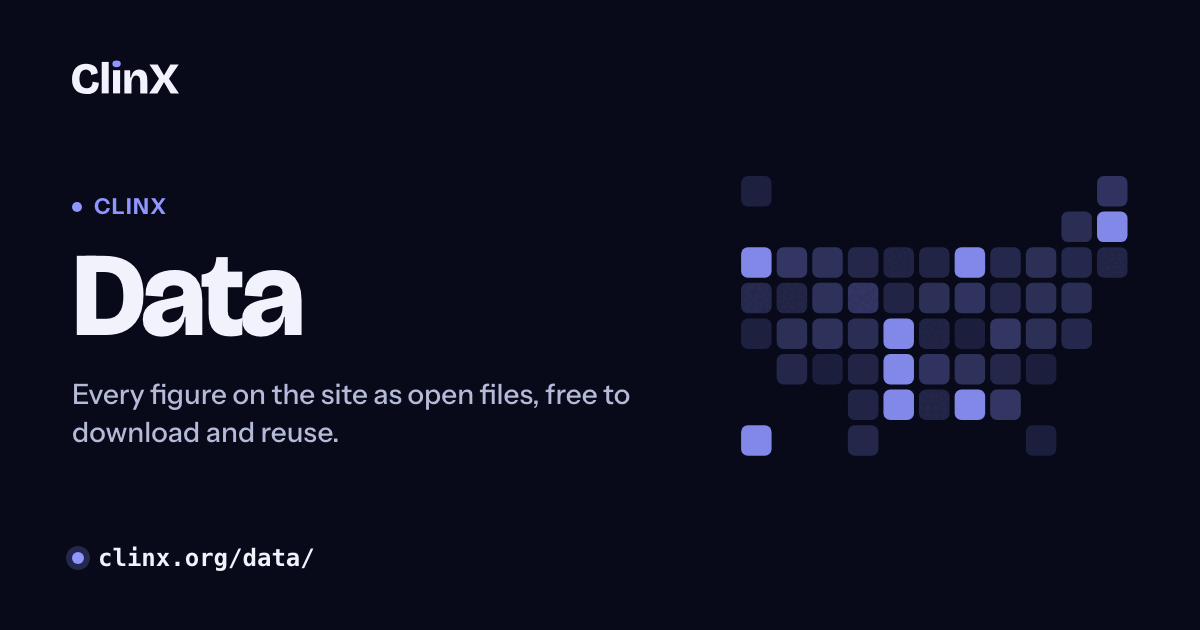 ClinX
CLINX
Data
Every figure on the site as open files, free to
download and reuse.
clinx.org/data/